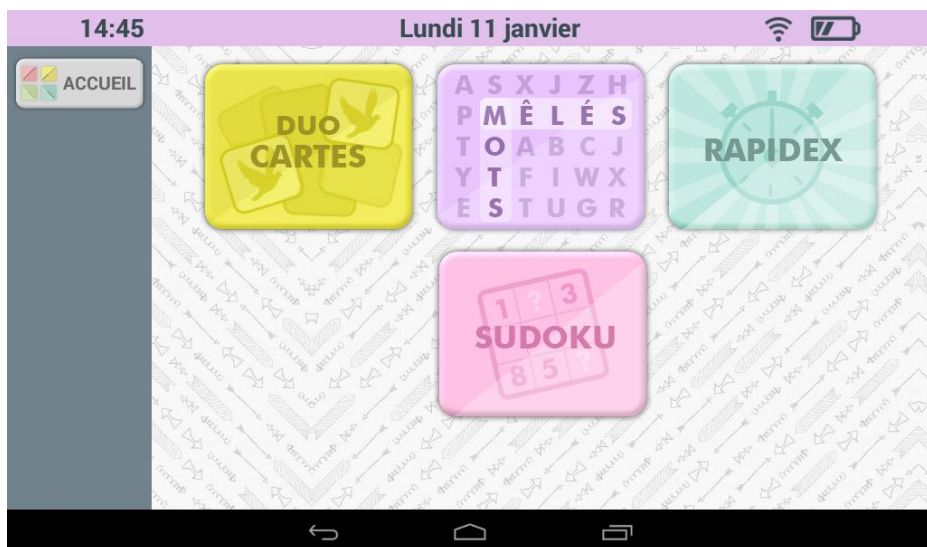 14:45
Lundi 11 janvier
ACCUEIL
DUO
CARTES
A S X J Z H
P M Ê L É S
T O A B C J
Y T F I W X
E S T U G R
RAPIDEX
1 ? 3
SUDOKU
8 5 ?